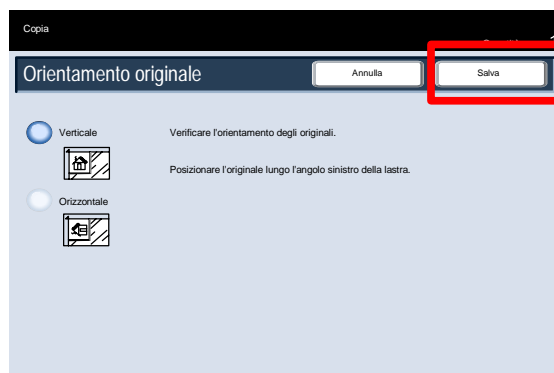 Copia
Orientamento originale
Annulla
Salva
Verticale
Verificare l'orientamento degli originali.
Posizionare l'originale lungo l'angolo sinistro della lastra.
Orizzontale